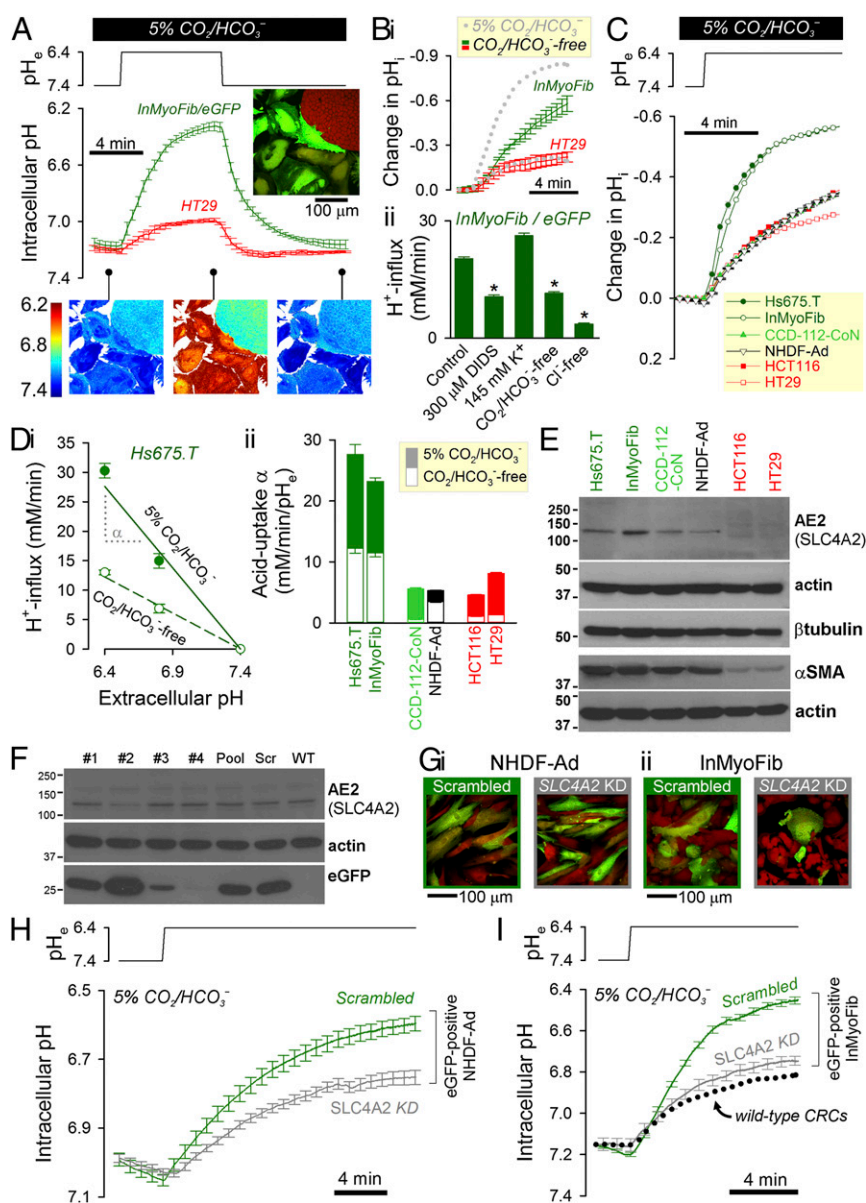 A
5% CO₂/HCO₃⁻
pHe
6.4
7.4
Intracellular pH
6.2
6.6
7.0
7.4
InMyoFib/eGFP
4 min
HT29
100 µm
6.2
6.6
7.0
7.4
Bi
5% CO₂/HCO₃⁻
CO₂/HCO₃⁻-free
Change in pHi
-0.9
-0.6
-0.3
0.0
InMyoFib
HT29
4 min
ii
InMyoFib / eGFP
H⁺-influx
(mM/min)
30
15
0
* * *
Control
300 µM DIDS
145 mM K⁺
CO₂/HCO₃⁻-free
Cl⁻-free
C
5% CO₂/HCO₃⁻
pHe
6.4
7.4
4 min
Change in pHi
-0.6
-0.4
-0.2
0.0
0.2
Hs675.T
InMyoFib
CCD-112-CoN
NHDF-Ad
HCT116
HT29
Di
Hs675.T
H⁺-influx (mM/min)
35
30
25
20
15
10
5
0
α
5% CO₂/HCO₃⁻
CO₂/HCO₃⁻-free
6.4 6.9 7.4
Extracellular pH
ii
5% CO₂/HCO₃⁻
CO₂/HCO₃⁻-free
Acid-uptake α
(mM/min/pHe)
30
20
10
0
Hs675.T
InMyoFib
CCD-112-CoN
NHDF-Ad
HCT116
HT29
E
Hs675.T
InMyoFib
CCD-112
-CoN
NHDF-Ad
HCT116
HT29
250
150
100
AE2
(SLC4A2)
50
37
actin
50
βtubulin
37
αSMA
50
37
actin
F
#1 #2 #3 #4 Pool Scr WT
250
150
100
AE2
(SLC4A2)
37
actin
25
eGFP
Gi
NHDF-Ad
Scrambled
SLC4A2 KD
100 µm
ii
InMyoFib
Scrambled
SLC4A2 KD
100 µm
H
pHe
6.4
7.4
5% CO₂/HCO₃⁻
Intracellular pH
6.5
6.7
6.9
7.1
Scrambled
SLC4A2 KD
eGFP-positive
NHDF-Ad
4 min
I
pHe
6.4
7.4
5% CO₂/HCO₃⁻
Intracellular pH
6.4
6.6
6.8
7.0
7.2
7.4
Scrambled
SLC4A2 KD
wild-type CRCs
eGFP-positive
InMyoFib
4 min